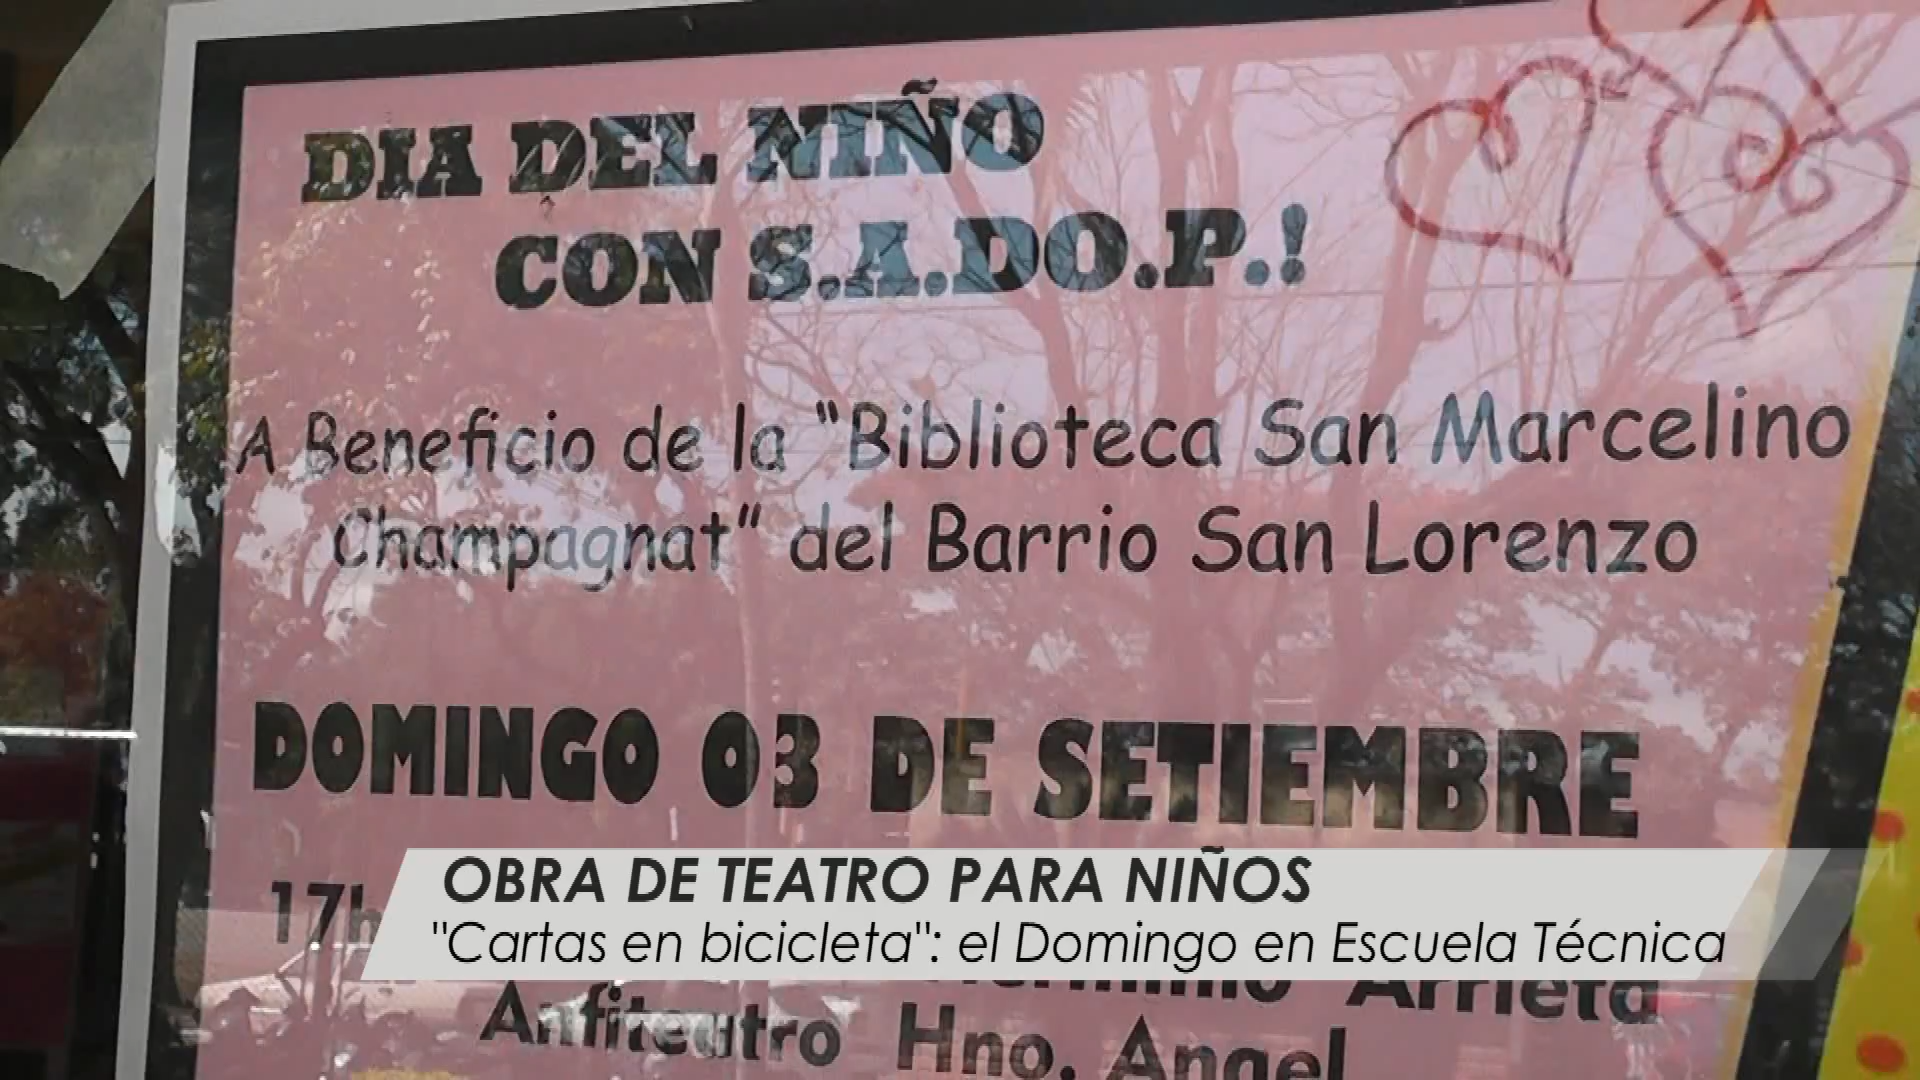 DIA DEL NIÑO
CON S.A.DO.P.!
A Beneficio de la "Biblioteca San Marcelino
Champagnat" del Barrio San Lorenzo
DOMINGO 03 DE SETIEMBRE
17h
OBRA DE TEATRO PARA NIÑOS
"Cartas en bicicleta": el Domingo en Escuela Técnica
Arrieta
Anfiteatro Hno. Angel